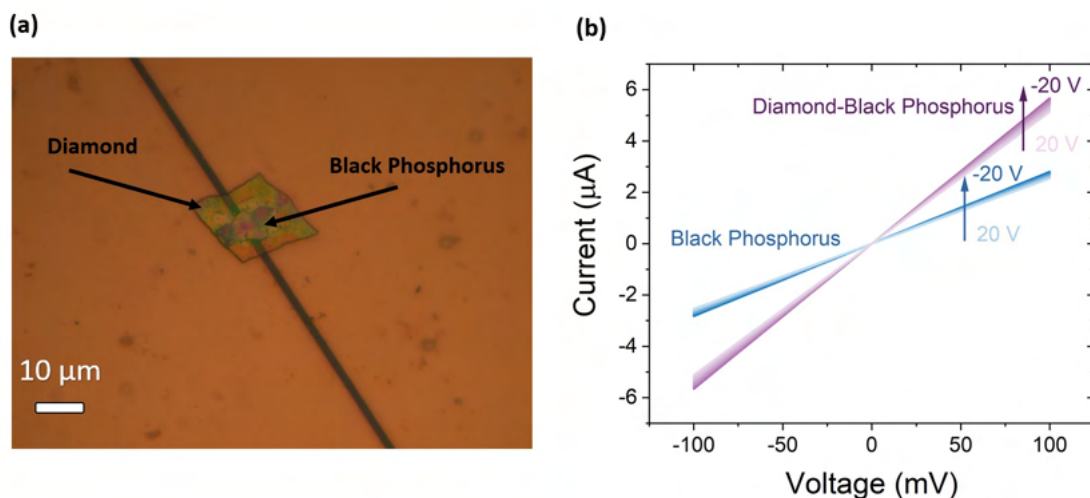 (a)
Diamond
Black Phosphorus
10 μm
(b)
6
4
2
0
-2
-4
-6
Current (μA)
Diamond-Black Phosphorus
-20 V
20 V
-20 V
Black Phosphorus
20 V
-100
-50
0
50
100
Voltage (mV)